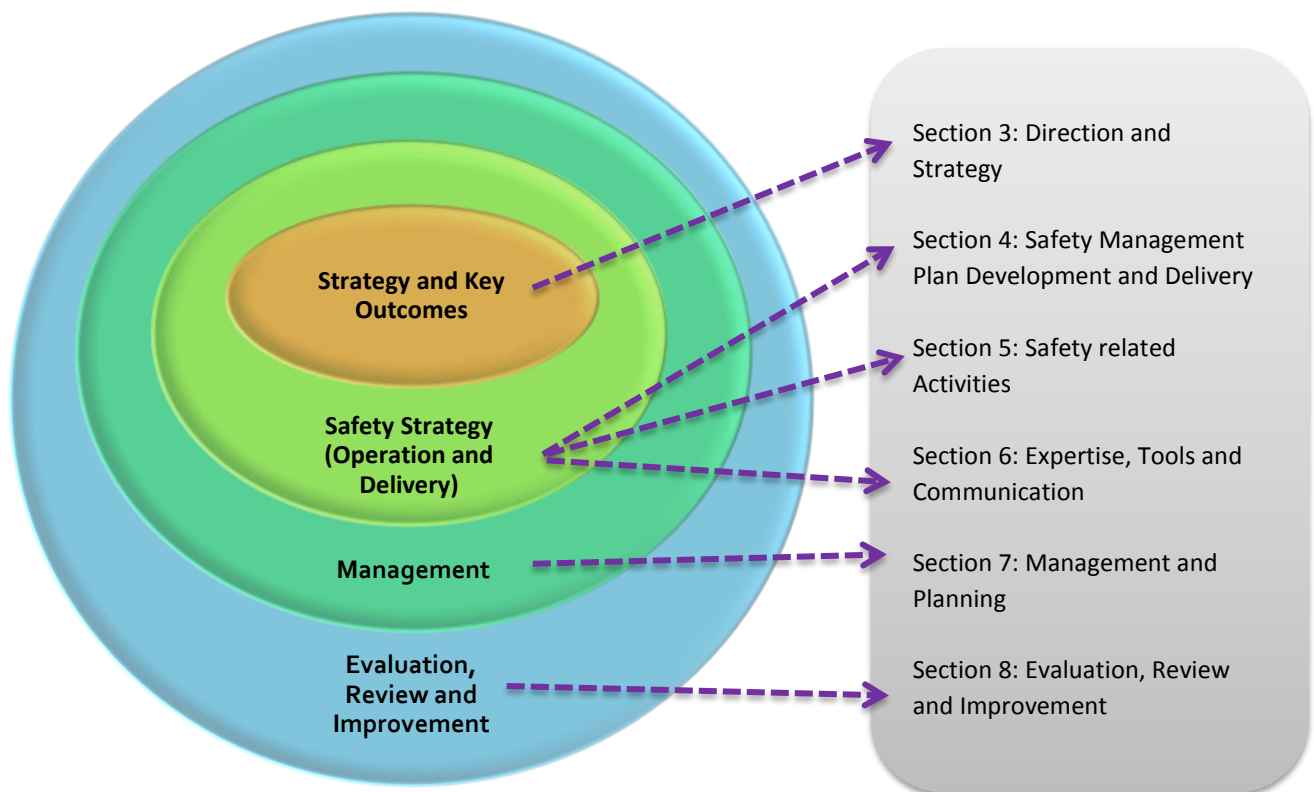 Strategy and Key
Outcomes
Safety Strategy
(Operation and
Delivery)
Management
Evaluation,
Review and
Improvement
Section 3: Direction and
Strategy
Section 4: Safety Management
Plan Development and Delivery
Section 5: Safety related
Activities
Section 6: Expertise, Tools and
Communication
Section 7: Management and
Planning
Section 8: Evaluation, Review
and Improvement